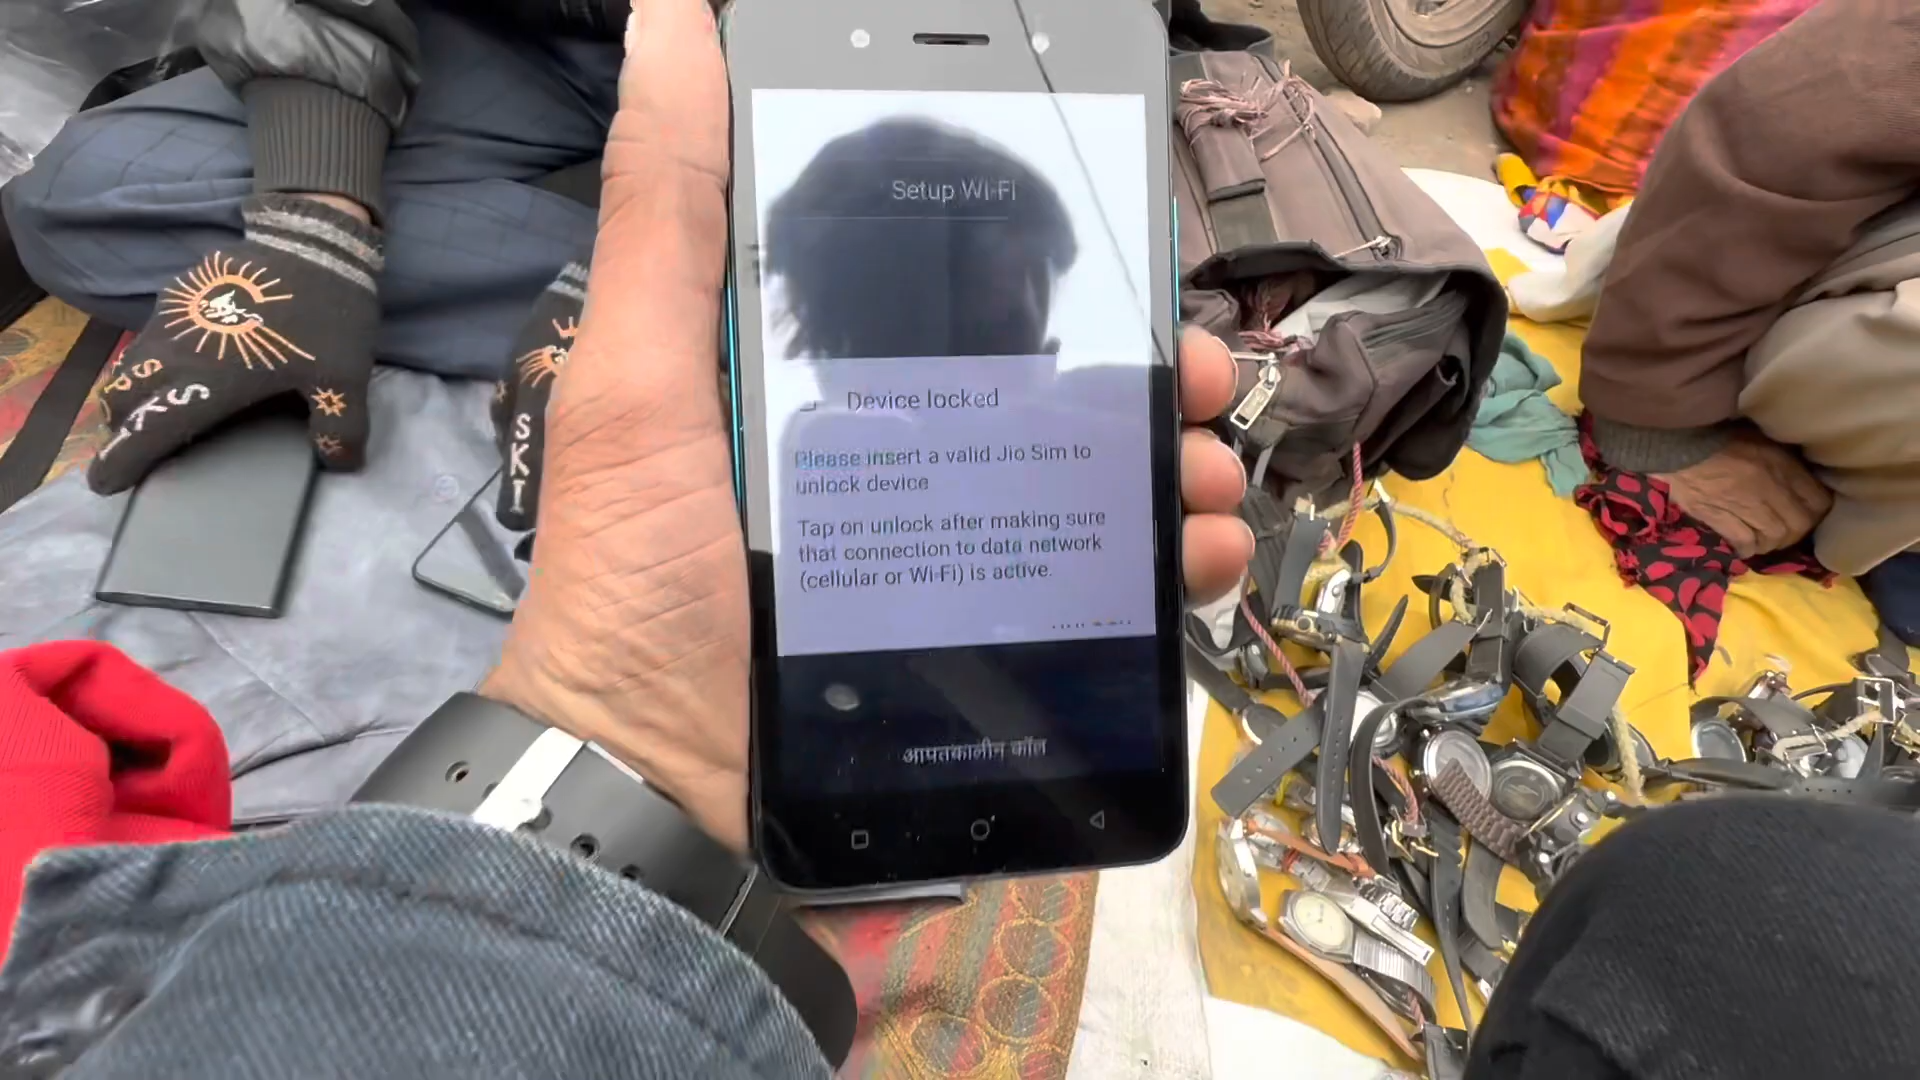 Setup Wi-Fi
Device locked
Please insert a valid Jio Sim to
unlock device
Tap on unlock after making sure
that connection to data network
(cellular or Wi-Fi) is active.
आपातकालीन कॉल
SKI
SKI